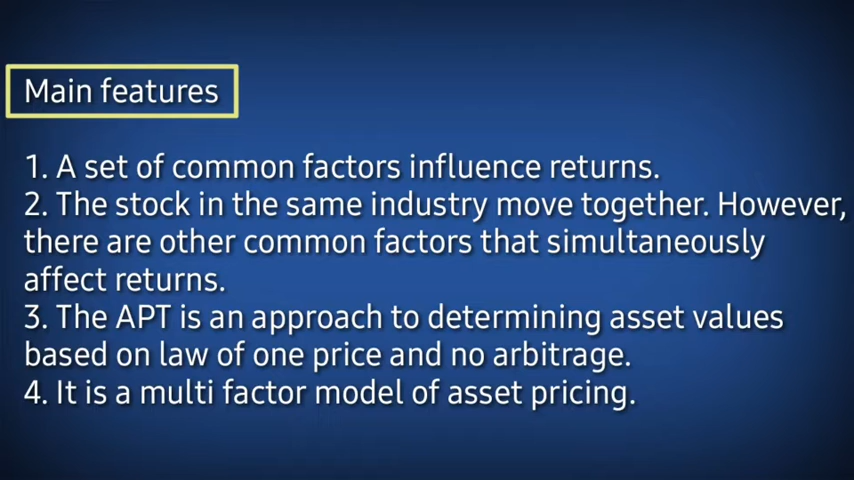 Main features
1. A set of common factors influence returns.
2. The stock in the same industry move together. However,
there are other common factors that simultaneously
affect returns.
3. The APT is an approach to determining asset values
based on law of one price and no arbitrage.
4. It is a multi factor model of asset pricing.